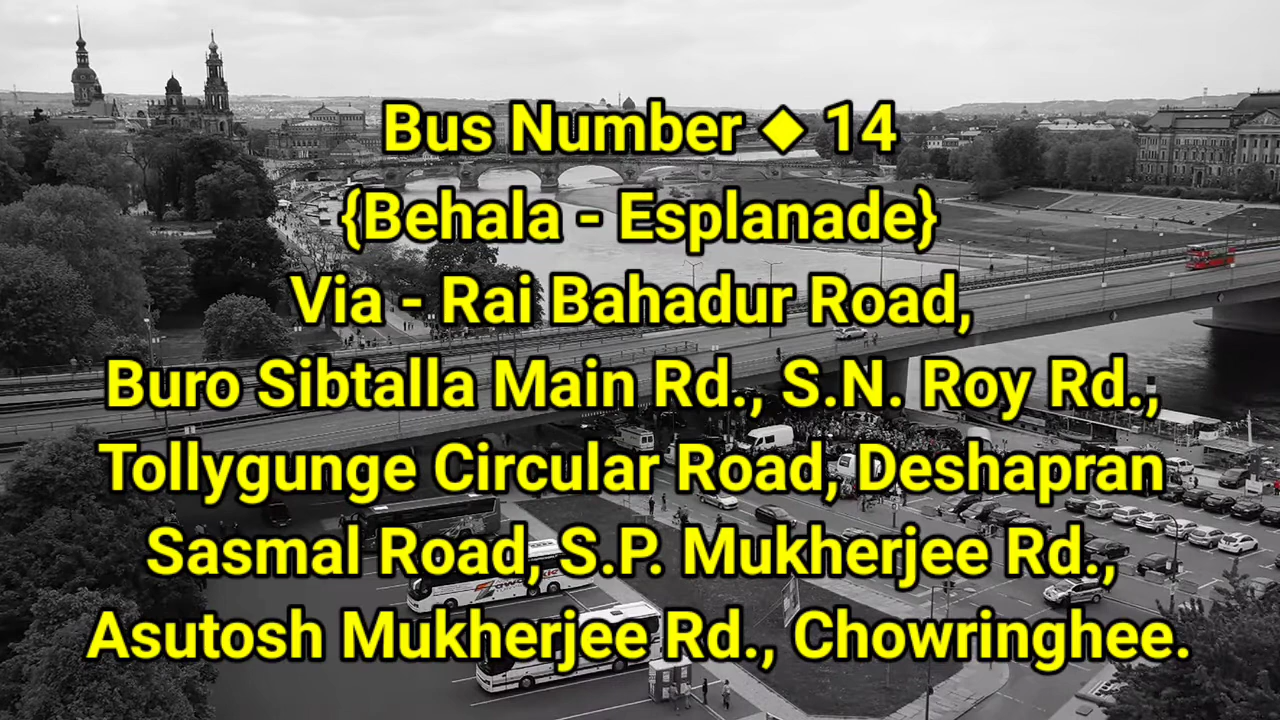 Bus Number ◆ 14
{Behala - Esplanade}
Via - Rai Bahadur Road,
Buro Sibtalla Main Rd., S.N. Roy Rd.,
Tollygunge Circular Road, Deshapran
Sasmal Road, S.P. Mukherjee Rd.,
Asutosh Mukherjee Rd., Chowringhee.